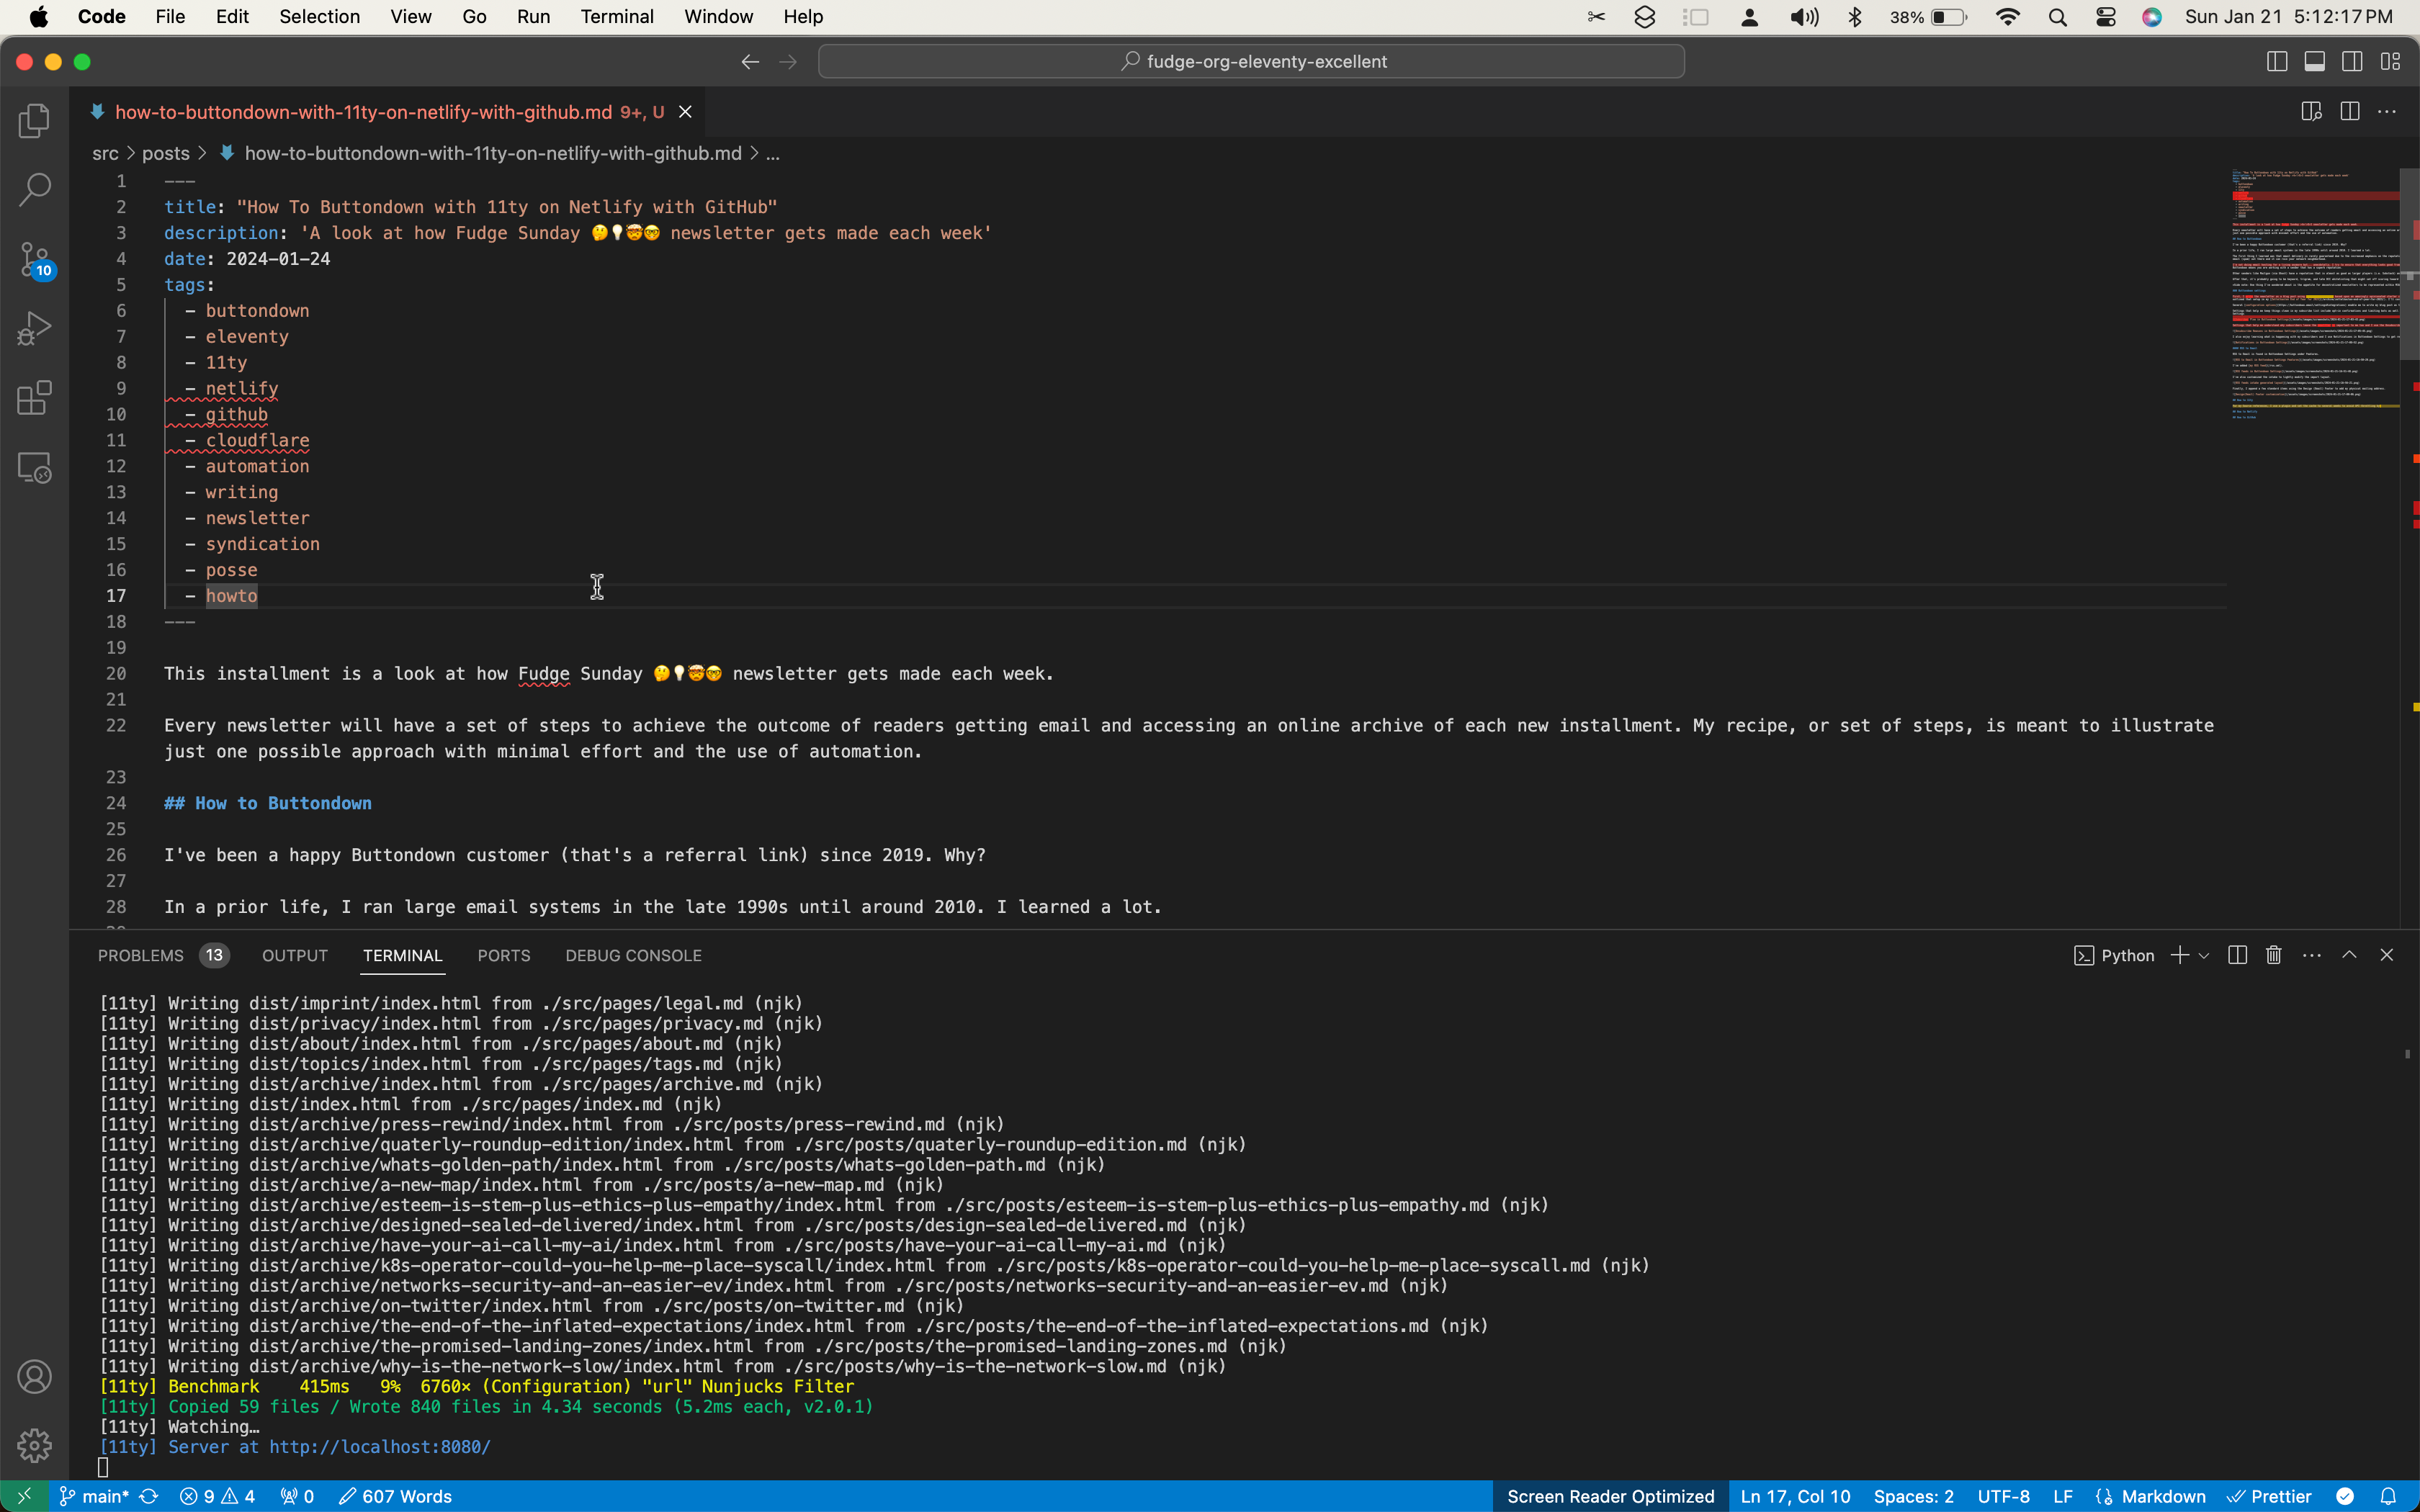 Code File Edit Selection View Go Run Terminal Window Help 38% Sun Jan 21 5:12:17 PM
fudge-org-eleventy-excellent
how-to-buttondown-with-11ty-on-netlify-with-github.md 9+, U
src > posts > how-to-buttondown-with-11ty-on-netlify-with-github.md > ...
10
1 ---
2 title: "How To Buttondown with 11ty on Netlify with GitHub"
3 description: 'A look at how Fudge Sunday 🤔💡🤯🤓 newsletter gets made each week'
4 date: 2024-01-24
5 tags:
6 - buttondown
7 - eleventy
8 - 11ty
9 - netlify
10 - github
11 - cloudflare
12 - automation
13 - writing
14 - newsletter
15 - syndication
16 - posse
17 - howto
18 ---
19
20 This installment is a look at how Fudge Sunday 🤔💡🤯🤓 newsletter gets made each week.
21
22 Every newsletter will have a set of steps to achieve the outcome of readers getting email and accessing an online archive of each new installment. My recipe, or set of steps, is meant to illustrate
just one possible approach with minimal effort and the use of automation.
23
24 ## How to Buttondown
25
26 I've been a happy Buttondown customer (that's a referral link) since 2019. Why?
27
28 In a prior life, I ran large email systems in the late 1990s until around 2010. I learned a lot.
PROBLEMS 13 OUTPUT TERMINAL PORTS DEBUG CONSOLE Python
[11ty] Writing dist/imprint/index.html from ./src/pages/legal.md (njk)
[11ty] Writing dist/privacy/index.html from ./src/pages/privacy.md (njk)
[11ty] Writing dist/about/index.html from ./src/pages/about.md (njk)
[11ty] Writing dist/topics/index.html from ./src/pages/tags.md (njk)
[11ty] Writing dist/archive/index.html from ./src/pages/archive.md (njk)
[11ty] Writing dist/index.html from ./src/pages/index.md (njk)
[11ty] Writing dist/archive/press-rewind/index.html from ./src/posts/press-rewind.md (njk)
[11ty] Writing dist/archive/quaterly-roundup-edition/index.html from ./src/posts/quaterly-roundup-edition.md (njk)
[11ty] Writing dist/archive/whats-golden-path/index.html from ./src/posts/whats-golden-path.md (njk)
[11ty] Writing dist/archive/a-new-map/index.html from ./src/posts/a-new-map.md (njk)
[11ty] Writing dist/archive/esteem-is-stem-plus-ethics-plus-empathy/index.html from ./src/posts/esteem-is-stem-plus-ethics-plus-empathy.md (njk)
[11ty] Writing dist/archive/designed-sealed-delivered/index.html from ./src/posts/design-sealed-delivered.md (njk)
[11ty] Writing dist/archive/have-your-ai-call-my-ai/index.html from ./src/posts/have-your-ai-call-my-ai.md (njk)
[11ty] Writing dist/archive/k8s-operator-could-you-help-me-place-syscall/index.html from ./src/posts/k8s-operator-could-you-help-me-place-syscall.md (njk)
[11ty] Writing dist/archive/networks-security-and-an-easier-ev/index.html from ./src/posts/networks-security-and-an-easier-ev.md (njk)
[11ty] Writing dist/archive/on-twitter/index.html from ./src/posts/on-twitter.md (njk)
[11ty] Writing dist/archive/the-end-of-the-inflated-expectations/index.html from ./src/posts/the-end-of-the-inflated-expectations.md (njk)
[11ty] Writing dist/archive/the-promised-landing-zones/index.html from ./src/posts/the-promised-landing-zones.md (njk)
[11ty] Writing dist/archive/why-is-the-network-slow/index.html from ./src/posts/why-is-the-network-slow.md (njk)
[11ty] Benchmark 415ms 9% 6760× (Configuration) "url" Nunjucks Filter
[11ty] Copied 59 files / Wrote 840 files in 4.34 seconds (5.2ms each, v2.0.1)
[11ty] Watching…
[11ty] Server at http://localhost:8080/
main* 9 4 0 607 Words Screen Reader Optimized Ln 17, Col 10 Spaces: 2 UTF-8 LF Markdown Prettier